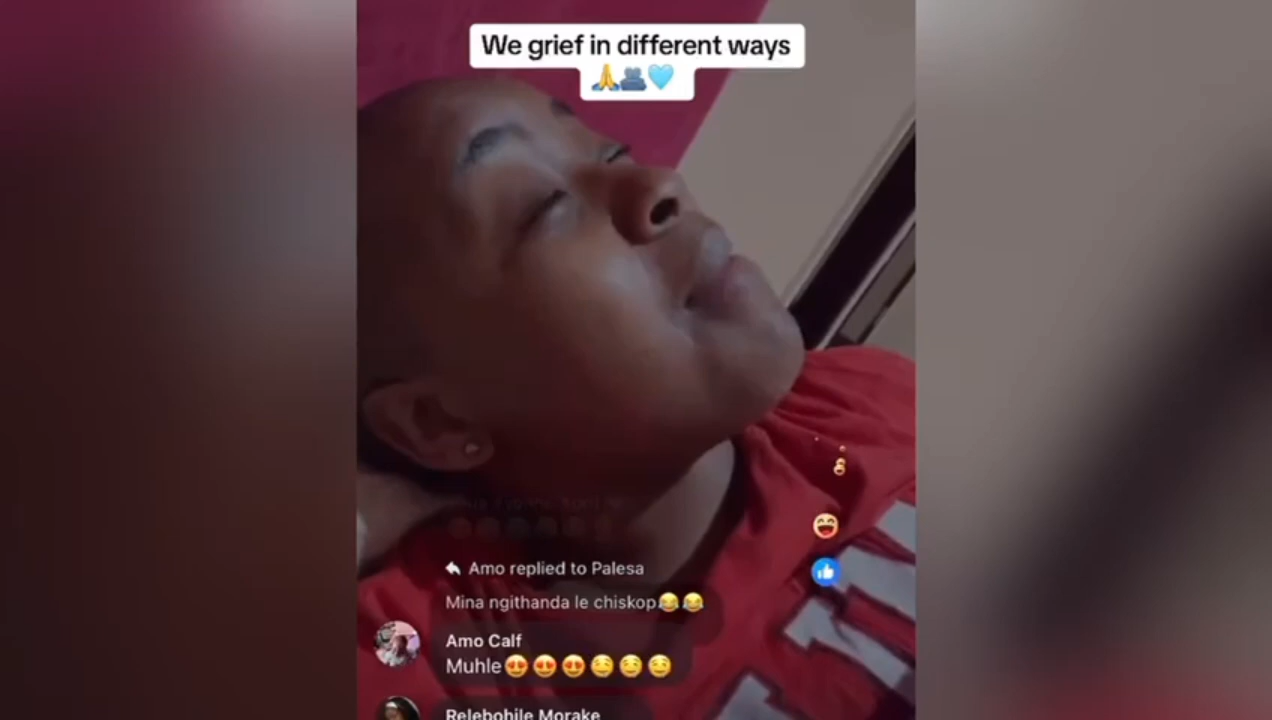 We grief in different ways
🙏🫂🩵
Amo replied to Palesa
Mina ngithanda le chiskop😂😂
Amo Calf
Muhle😍😍😍🤤🤤🤤
Relebohile Morake